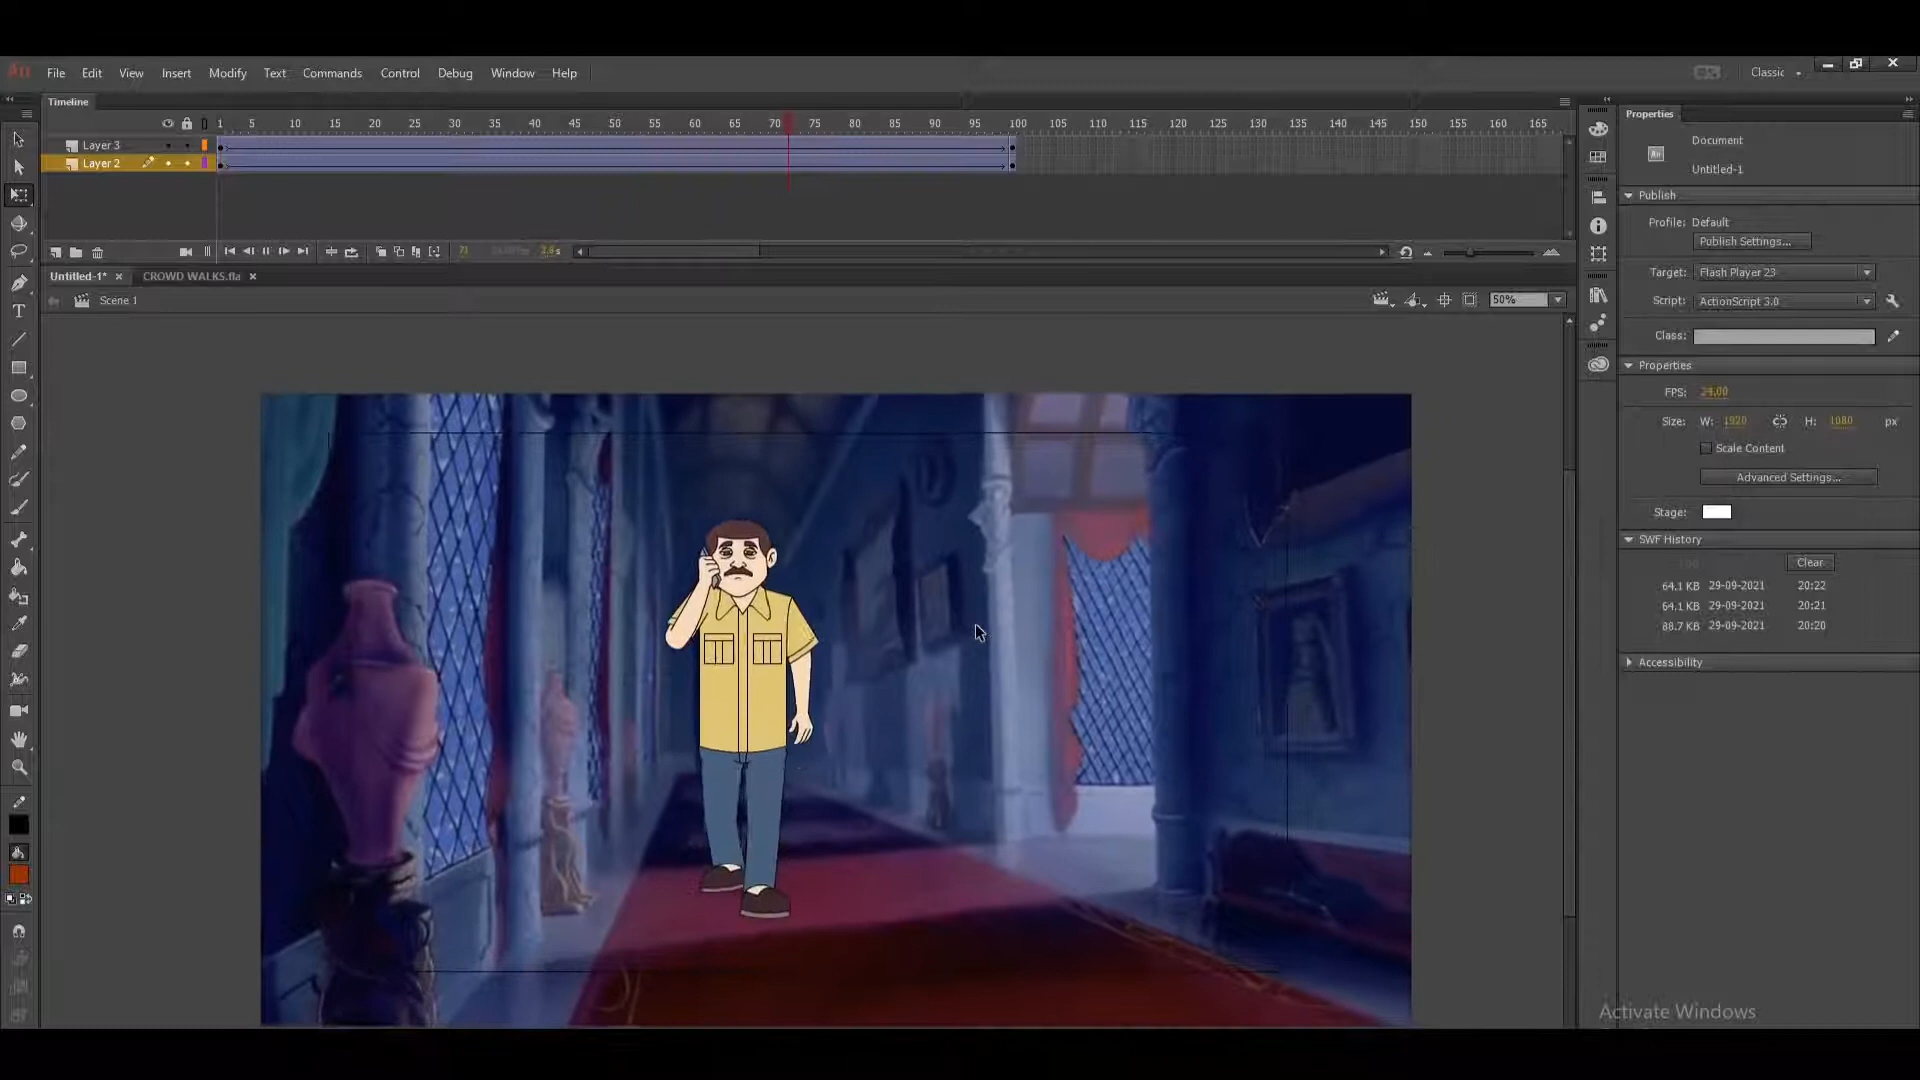 An File Edit View Insert Modify Text Commands Control Debug Window Help Classic
Timeline
1 5 10 15 20 25 30 35 40 45 50 55 60 65 70 75 80 85 90 95 100 105 110 115 120 125 130 135 140 145 150 155 160 165
Layer 3
Layer 2
71 2.9s
Untitled-1* × CROWD WALKS.fla ×
Scene 1
50%
Properties
An
Document
Untitled-1
Publish
Profile: Default
Publish Settings...
Target: Flash Player 23
Script: ActionScript 3.0
Class:
Properties
FPS: 24.00
Size: W: 1920 H: 1080 px
Scale Content
Advanced Settings...
Stage:
SWF History
Clear
64.1 KB 29-09-2021 20:22
64.1 KB 29-09-2021 20:21
88.7 KB 29-09-2021 20:20
Accessibility
Activate Windows